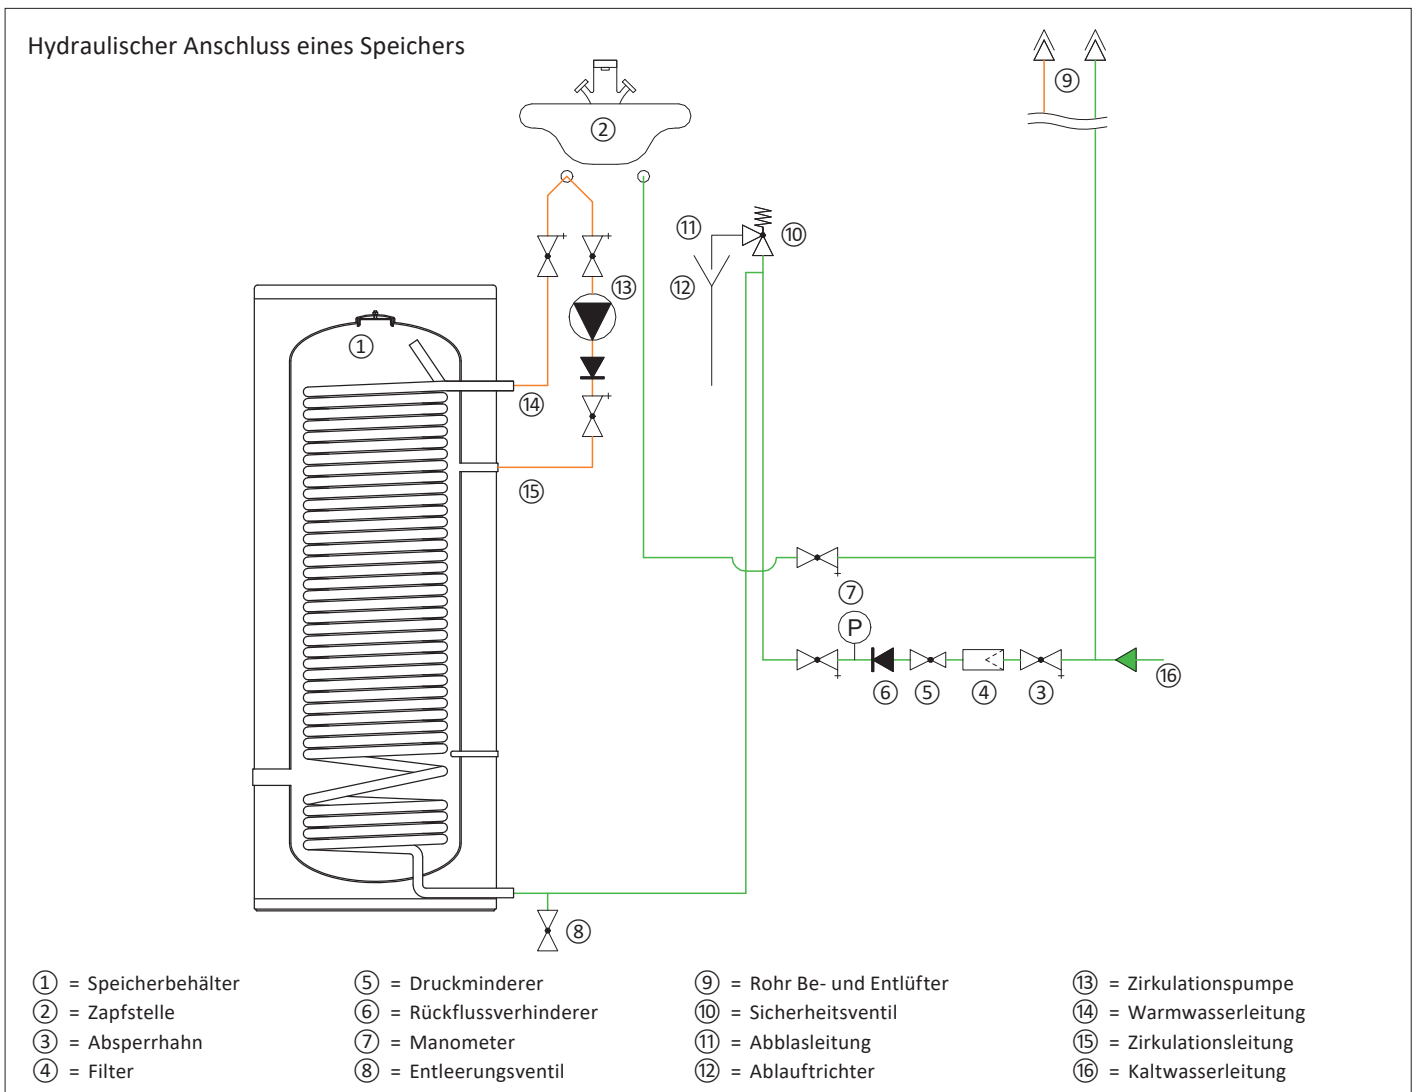 Hydraulischer Anschluss eines Speichers
9
2
11
10
12
13
1
14
15
7
P
6
5
4
3
16
8
1 = Speicherbehälter
2 = Zapfstelle
3 = Absperrhahn
4 = Filter
5 = Druckminderer
6 = Rückflussverhinderer
7 = Manometer
8 = Entleerungsventil
9 = Rohr Be- und Entlüfter
10 = Sicherheitsventil
11 = Abblasleitung
12 = Ablauftrichter
13 = Zirkulationspumpe
14 = Warmwasserleitung
15 = Zirkulationsleitung
16 = Kaltwasserleitung